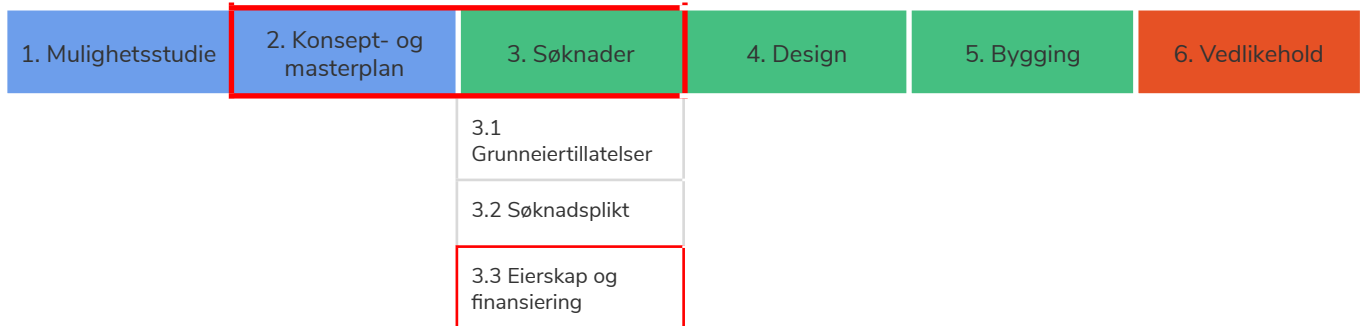 1. Mulighetsstudie
2. Konsept- og
masterplan
3. Søknader
4. Design
5. Bygging
6. Vedlikehold
3.1
Grunneiertillatelser
3.2 Søknadsplikt
3.3 Eierskap og
finansiering